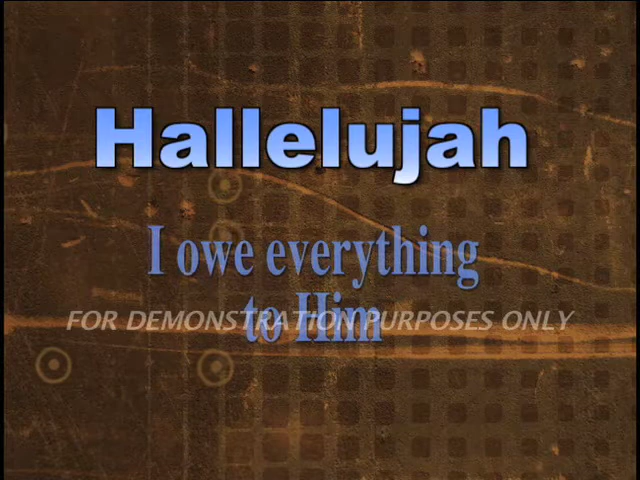 Hallelujah
I owe everything
to Him
FOR DEMONSTRATION PURPOSES ONLY